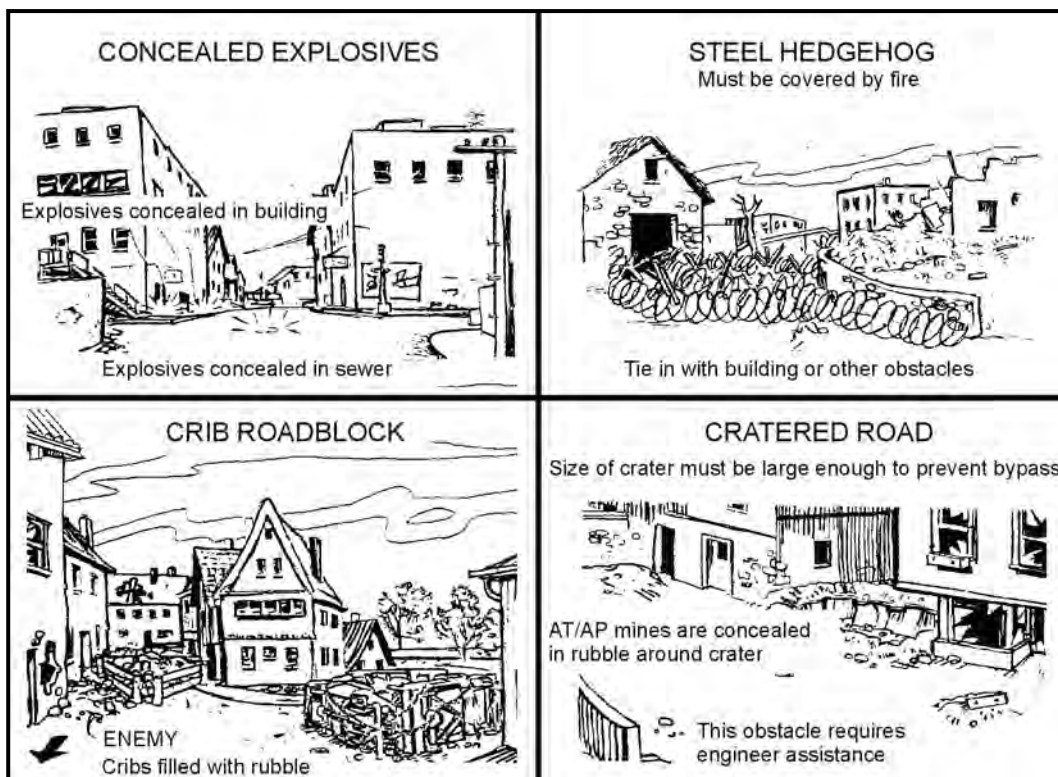 CONCEALED EXPLOSIVES
Explosives concealed in building
Explosives concealed in sewer
STEEL HEDGEHOG
Must be covered by fire
Tie in with building or other obstacles
CRIB ROADBLOCK
ENEMY
Cribs filled with rubble
CRATERED ROAD
Size of crater must be large enough to prevent bypass
AT/AP mines are concealed
in rubble around crater
This obstacle requires
engineer assistance